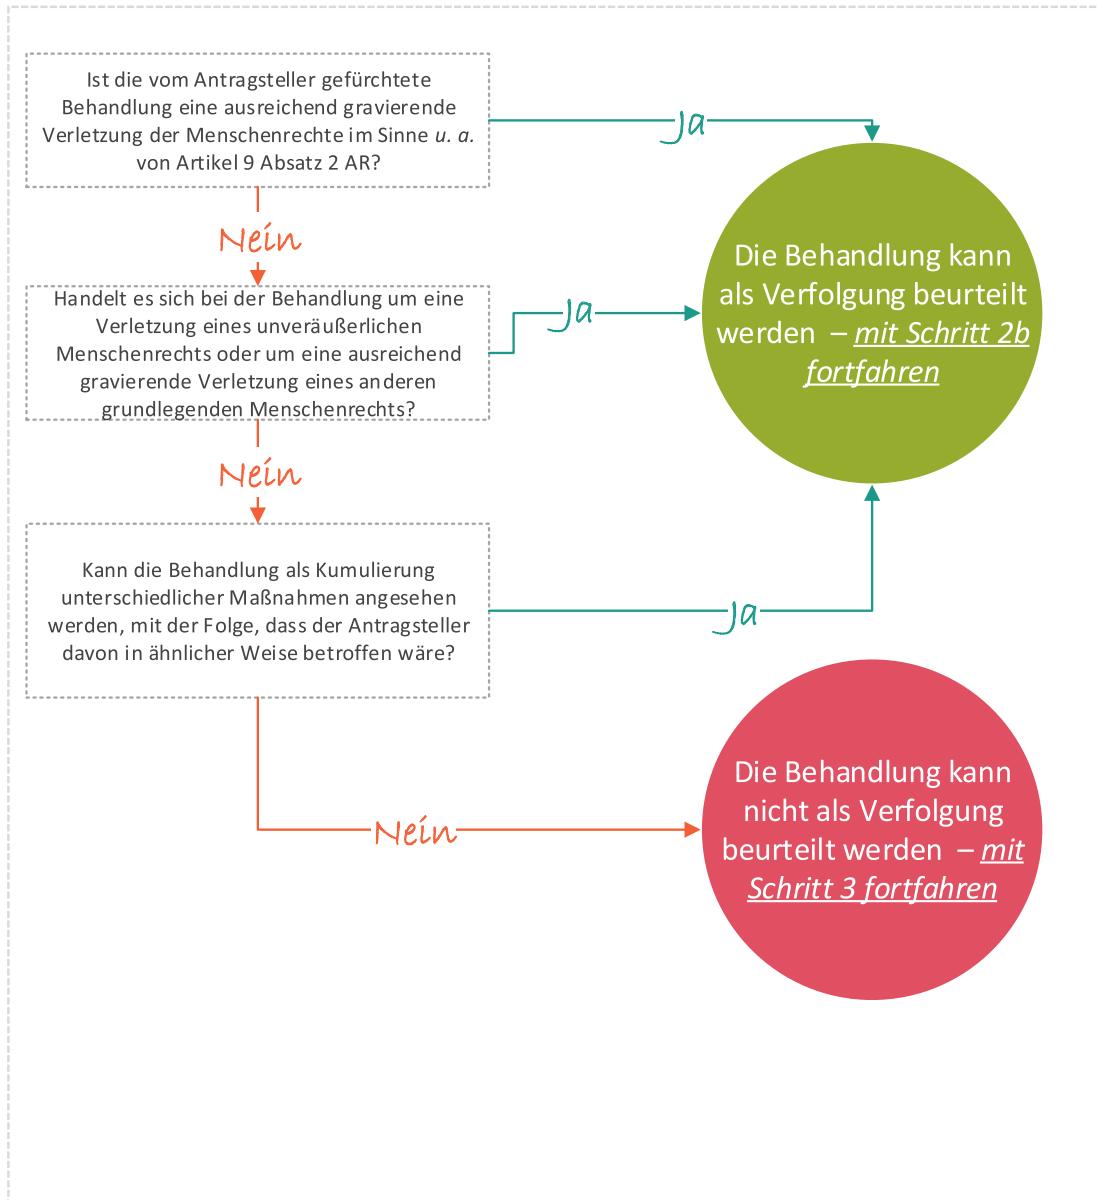 Ist die vom Antragsteller gefürchtete
Behandlung eine ausreichend gravierende
Verletzung der Menschenrechte im Sinne u. a.
von Artikel 9 Absatz 2 AR?
Ja
Nein
Die Behandlung kann
als Verfolgung beurteilt
werden – mit Schritt 2b
fortfahren
Handelt es sich bei der Behandlung um eine
Verletzung eines unveräußerlichen
Menschenrechts oder um eine ausreichend
gravierende Verletzung eines anderen
grundlegenden Menschenrechts?
Ja
Nein
Kann die Behandlung als Kumulierung
unterschiedlicher Maßnahmen angesehen
werden, mit der Folge, dass der Antragsteller
davon in ähnlicher Weise betroffen wäre?
Ja
Nein
Die Behandlung kann
nicht als Verfolgung
beurteilt werden – mit
Schritt 3 fortfahren